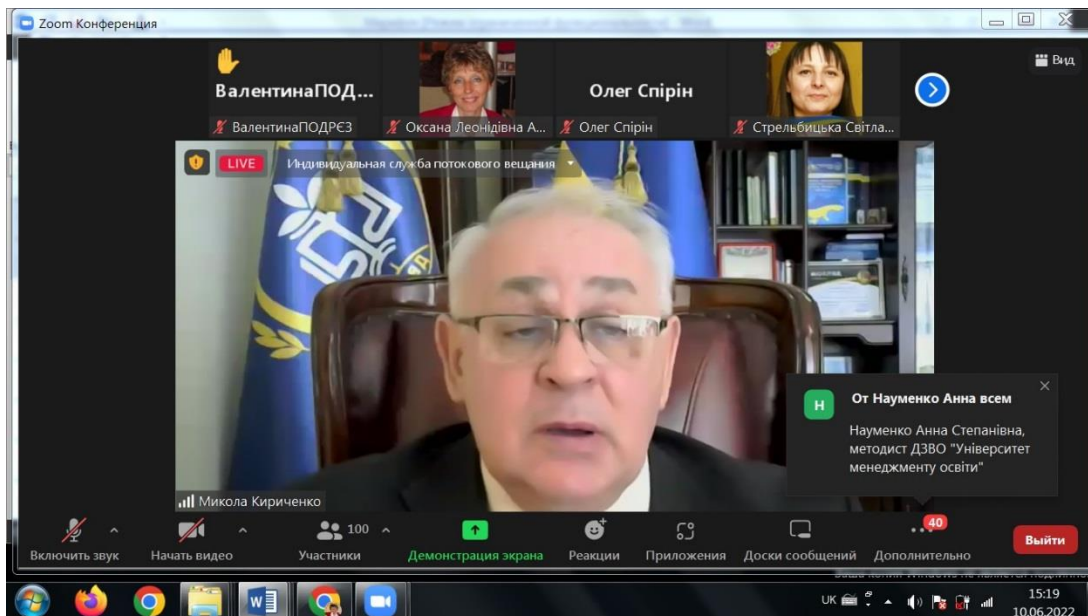 Zoom Конференция
Вид
ВалентинаПОД...
Олег Спірін
ВалентинаПОДРЄЗ
Оксана Леонідівна А...
Олег Спірін
Стрельбицька Світла...
LIVE
Индивидуальная служба потокового вещания
От Науменко Анна всем
Н
Науменко Анна Степанівна,
методист ДЗВО "Університет
менеджменту освіти"
Микола Кириченко
100
40
Включить звук
Начать видео
Участники
Демонстрация экрана
Реакции
Приложения
Доски сообщений
Дополнительно
Выйти
UK
15:19
10.06.2022